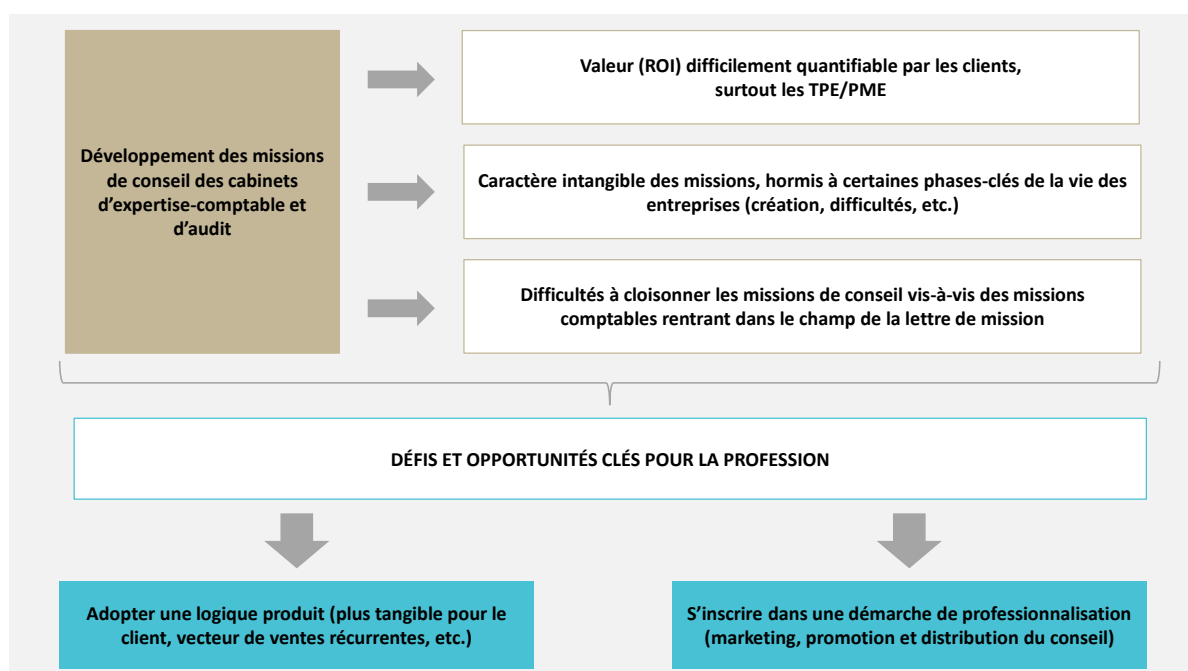 Développement des missions
de conseil des cabinets
d’expertise-comptable et
d’audit
Valeur (ROI) difficilement quantifiable par les clients,
surtout les TPE/PME
Caractère intangible des missions, hormis à certaines phases-clés de la vie des
entreprises (création, difficultés, etc.)
Difficultés à cloisonner les missions de conseil vis-à-vis des missions
comptables rentrant dans le champ de la lettre de mission
DÉFIS ET OPPORTUNITÉS CLÉS POUR LA PROFESSION
Adopter une logique produit (plus tangible pour le
client, vecteur de ventes récurrentes, etc.)
S’inscrire dans une démarche de professionnalisation
(marketing, promotion et distribution du conseil)